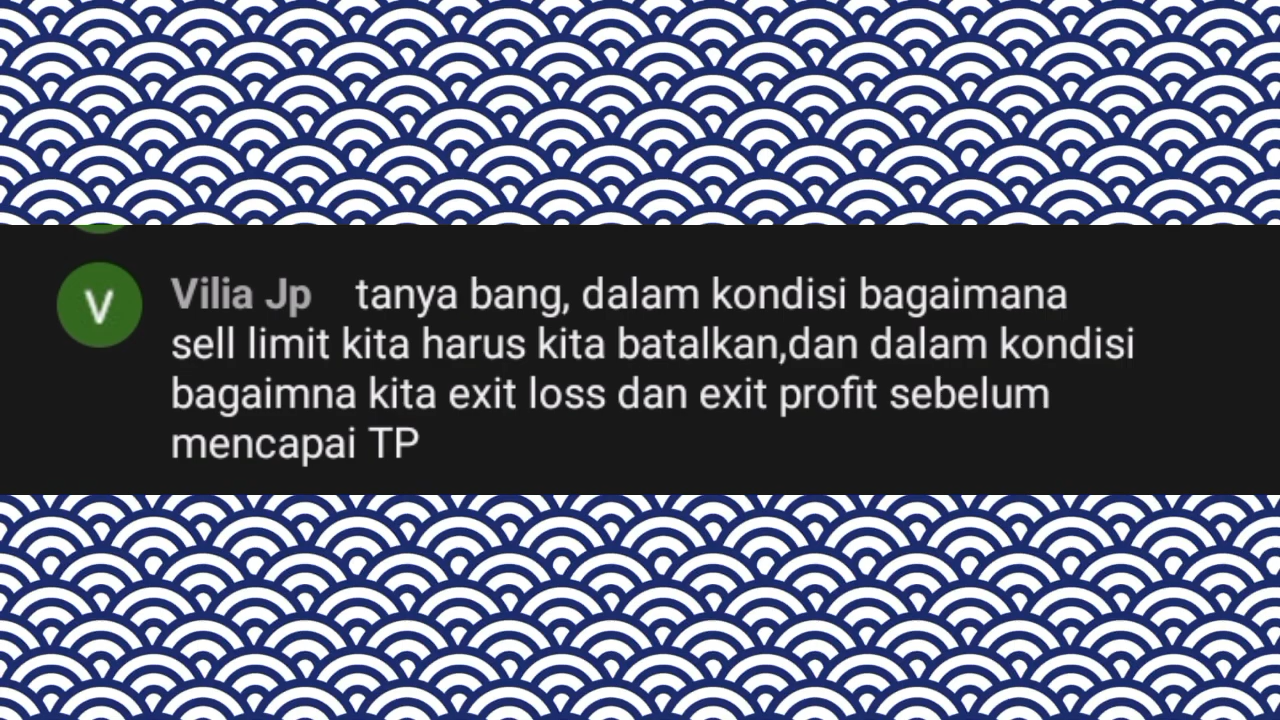 V
Vilia Jp tanya bang, dalam kondisi bagaimana
sell limit kita harus kita batalkan,dan dalam kondisi
bagaimna kita exit loss dan exit profit sebelum
mencapai TP